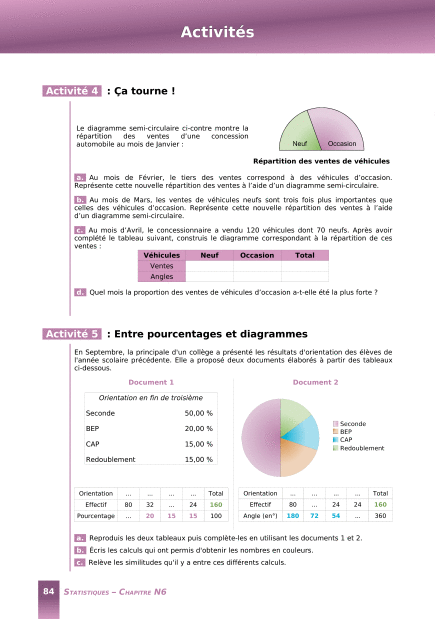 Activités
Activité 4 : Ça tourne !
Le diagramme semi-circulaire ci-contre montre la
répartition des ventes d'une concession
automobile au mois de Janvier :
Neuf Occasion
Répartition des ventes de véhicules
a. Au mois de Février, le tiers des ventes correspond à des véhicules d'occasion.
Représente cette nouvelle répartition des ventes à l'aide d'un diagramme semi-circulaire.
b. Au mois de Mars, les ventes de véhicules neufs sont trois fois plus importantes que
celles des véhicules d'occasion. Représente cette nouvelle répartition des ventes à l'aide
d'un diagramme semi-circulaire.
c. Au mois d'Avril, le concessionnaire a vendu 120 véhicules dont 70 neufs. Après avoir
complété le tableau suivant, construis le diagramme correspondant à la répartition de ces
ventes :
Véhicules Neuf Occasion Total
Ventes
Angles
d. Quel mois la proportion des ventes de véhicules d'occasion a-t-elle été la plus forte ?
Activité 5 : Entre pourcentages et diagrammes
En Septembre, la principale d'un collège a présenté les résultats d'orientation des élèves de
l'année scolaire précédente. Elle a proposé deux documents élaborés à partir des tableaux
ci-dessous.
Document 1
Orientation en fin de troisième
Seconde 50,00 %
BEP 20,00 %
CAP 15,00 %
Redoublement 15,00 %
Document 2
Seconde
BEP
CAP
Redoublement
Orientation ... ... ... ... Total
Effectif 80 32 ... 24 160
Pourcentage ... 20 15 15 100
Orientation ... ... ... ... Total
Effectif 80 ... 24 24 160
Angle (en°) 180 72 54 ... 360
a. Reproduis les deux tableaux puis complète-les en utilisant les documents 1 et 2.
b. Écris les calculs qui ont permis d'obtenir les nombres en couleurs.
c. Relève les similitudes qu'il y a entre ces différents calculs.
84 STATISTIQUES – CHAPITRE N6